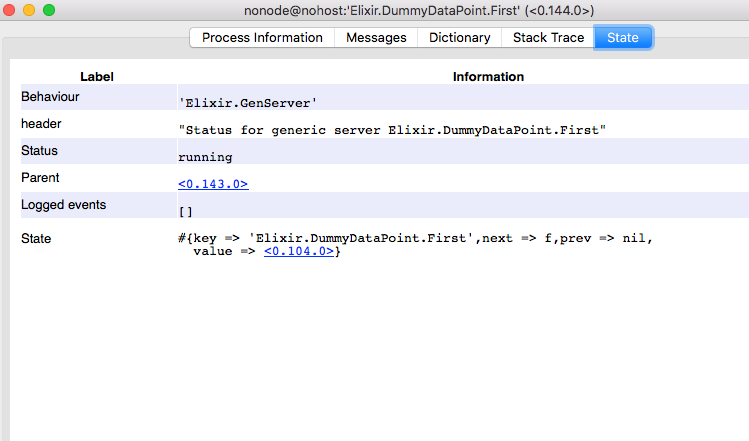 nonode@nohost:'Elixir.DummyDataPoint.First' (<0.144.0>)
Process Information Messages Dictionary Stack Trace State
Label Information
Behaviour 'Elixir.GenServer'
header "Status for generic server Elixir.DummyDataPoint.First"
Status running
Parent <0.143.0>
Logged events []
State #{key => 'Elixir.DummyDataPoint.First',next => f,prev => nil,
value => <0.104.0>}